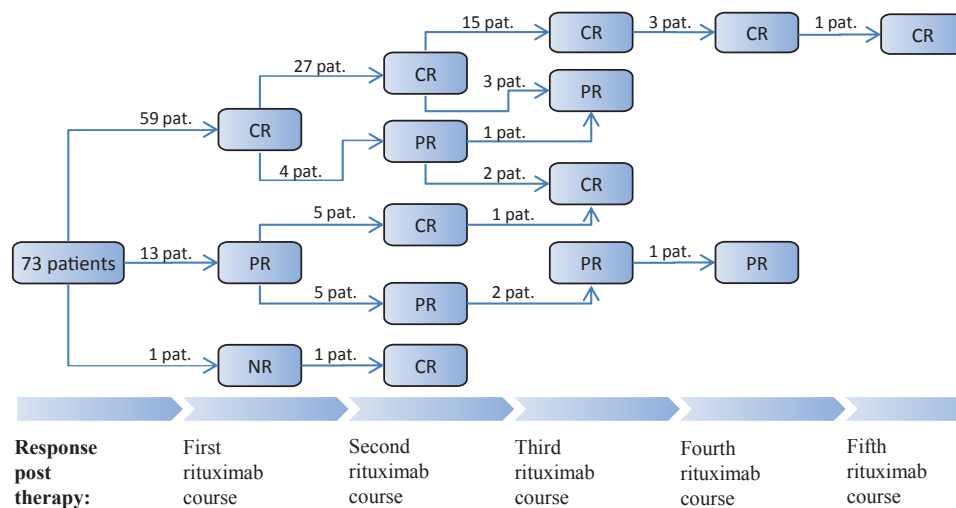 15 pat.
CR
3 pat.
CR
1 pat.
CR
27 pat.
CR
3 pat.
PR
59 pat.
CR
4 pat.
PR
1 pat.
2 pat.
CR
5 pat.
CR
1 pat.
73 patients
13 pat.
PR
PR
1 pat.
PR
5 pat.
PR
2 pat.
1 pat.
NR
1 pat.
CR
Response
post
therapy:
First
rituximab
course
Second
rituximab
course
Third
rituximab
course
Fourth
rituximab
course
Fifth
rituximab
course